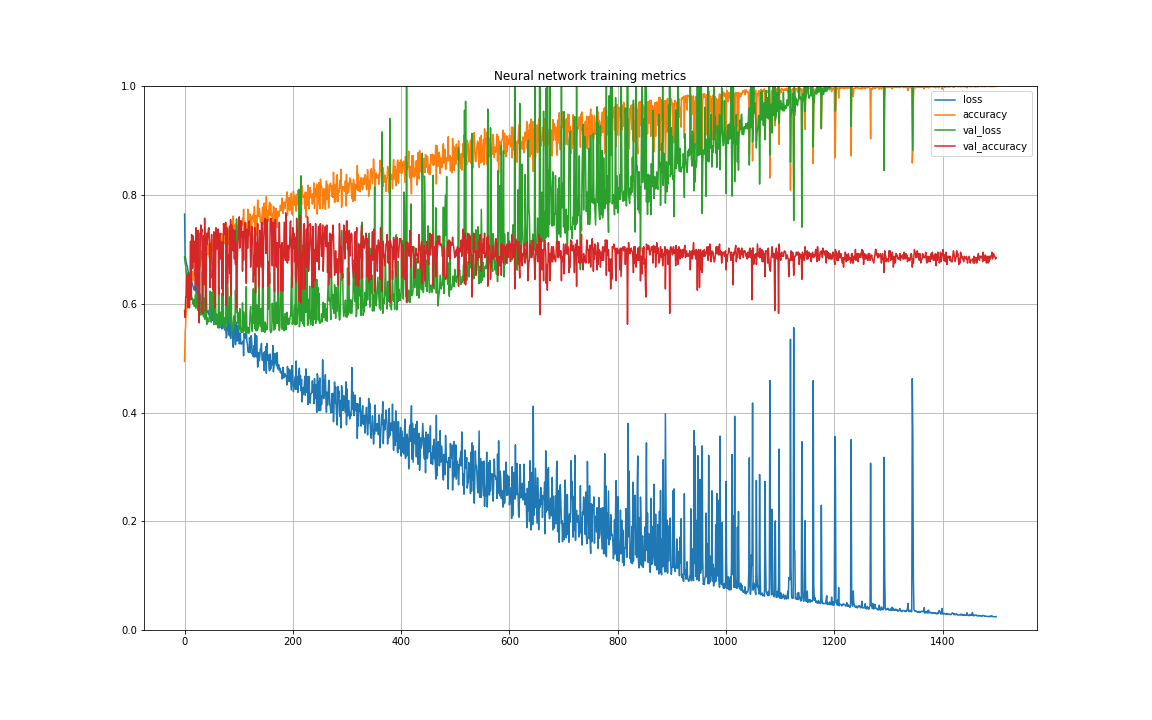 Neural network training metrics
1.0
0.8
0.6
0.4
0.2
0.0
0 200 400 600 800 1000 1200 1400
loss
accuracy
val_loss
val_accuracy